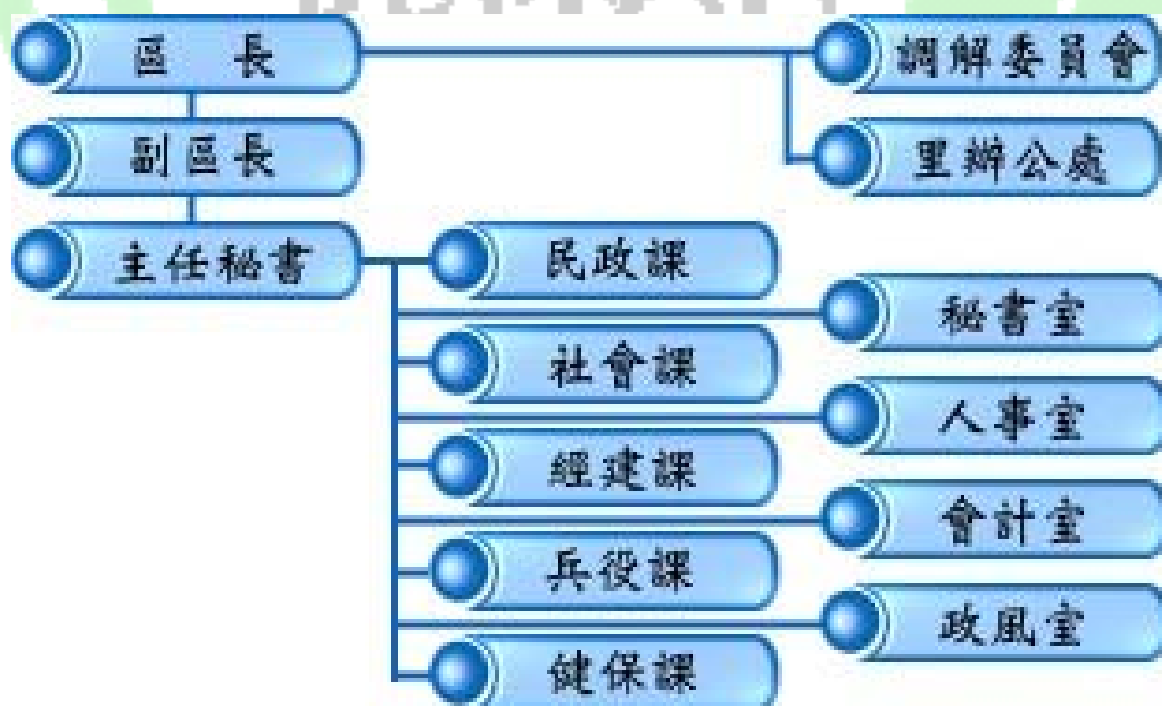 區 長
調解委員會
副區長
里辦公處
主任秘書
民政課
秘書室
社會課
人事室
經建課
會計室
兵役課
政風室
健保課